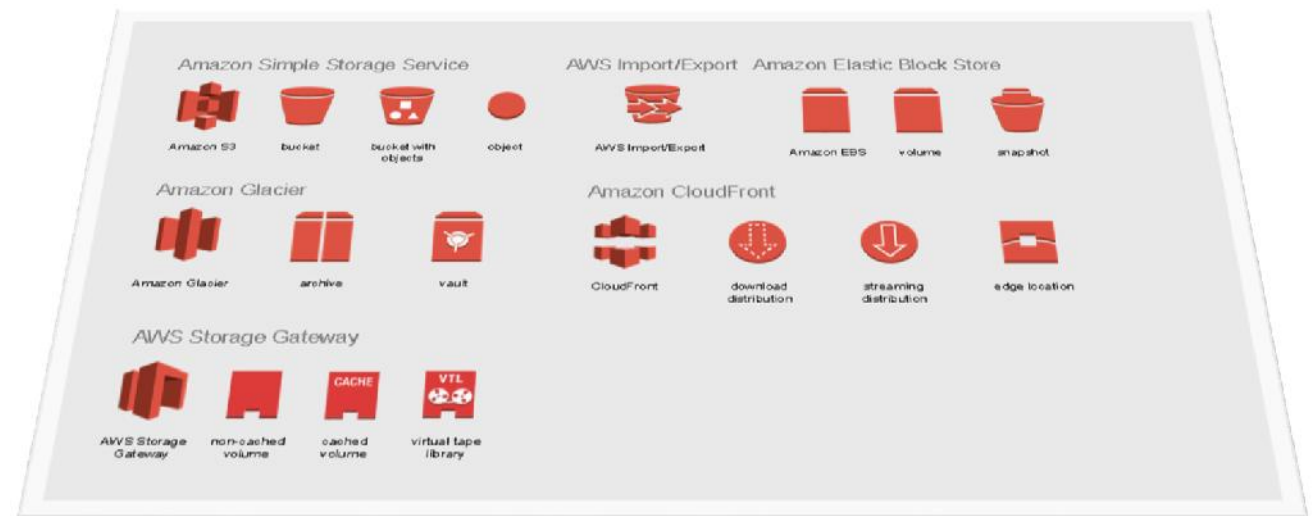 Amazon Simple Storage Service
AWS Import/Export
Amazon Elastic Block Store
Amazon S3
bucket
bucket with
objects
object
AWS Import/Export
Amazon EBS
volume
snapshot
Amazon Glacier
Amazon CloudFront
Amazon Glacier
archive
vault
CloudFront
download
distribution
streaming
distribution
edge location
AWS Storage Gateway
CACHE
VTL
AWS Storage
Gateway
non-cached
volume
cached
volume
virtual tape
library